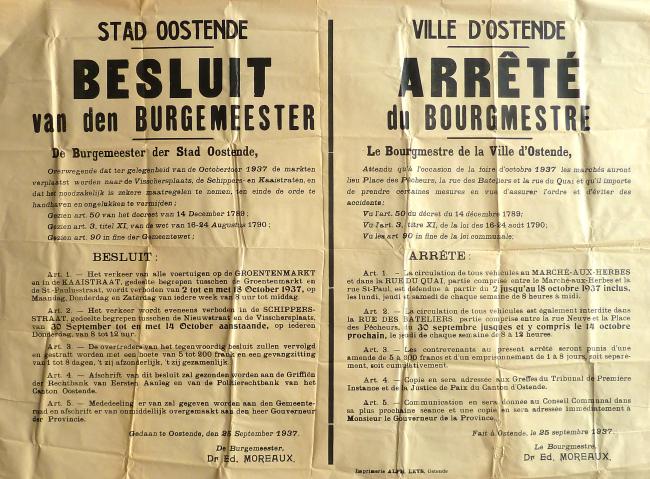 STAD OOSTENDE
BESLUIT
van den BURGEMEESTER
De Burgemeester der Stad Oostende,
Overwegende dat ter gelegenheid van de Octoberfoor 1937 de markten
verplaatst worden naar de Visschersplaats, de Schippers- en Kaaistraten, en
dat het noodzakelijk is zekere maatregelen te nemen, ten einde de orde te
handhaven en ongelukken te vermijden;
Gezien art. 50 van het decreet van 14 December 1789;
Gezien art. 3, titel XI, van de wet van 16-24 Augustus 1790;
Gezien art. 90 in fine der Gemeentewet;
BESLUIT:
Art. 1. - Het verkeer van alle voertuigen op de GROENTENMARKT
en in de KAAISTRAAT, gedeelte begrepen tusschen de Groentenmarkt en
de St-Paulusstraat, wordt verboden van 2 tot en met 18 October 1937, op
Maandag, Donderdag en Zaterdag van iedere week van 8 uur tot middag.
Art. 2. - Het verkeer wordt eveneens verboden in de SCHIPPERS-
STRAAT, gedeelte begrepen tusschen de Nieuwstraat en de Visschersplaats,
van 30 September tot en met 14 October aanstaande, op iederen
Donderdag, van 8 tot 12 uur.
Art. 3. - De overtreders van het tegenwoordig besluit zullen vervolgd
en gestraft worden met een boete van 5 tot 200 frank en een gevangzitting
van 1 tot 8 dagen, 't zij afzonderlijk, 't zij gezamenlijk.
Art. 4. - Afschrift van dit besluit zal gezonden worden aan de Griffiën
der Rechtbank van Eersten Aanleg en van de Politierechtbank van het
Canton Oostende.
Art. 5. - Mededeeling er van zal gegeven worden aan den Gemeente-
raad en afschrift er van onmiddellijk overgemaakt aan den heer Gouverneur
der Provincie.
Gedaan te Oostende, den 25 September 1937.
De Burgemeester,
Dr Ed. MOREAUX.
VILLE D'OSTENDE
ARRÊTÉ
du BOURGMESTRE
Le Bourgmestre de la Ville d'Ostende,
Attendu qu'à l'occasion de la foire d'octobre 1937 les marchés auront
lieu Place des Pêcheurs, la rue des Bateliers et la rue du Quai et qu'il importe
de prendre certaines mesures en vue d'assurer l'ordre et d'éviter des
accidents:
Vu l'art. 50 du décret du 14 décembre 1789;
Vu l'art. 3, titre XI, de la loi des 16-24 août 1790;
Vu les art 90 in fine de la loi communale;
ARRÊTE:
Art. 1. - La circulation de tous véhicules au MARCHÉ-AUX-HERBES
et dans la RUE DU QUAI, partie comprise entre le Marché-aux-Herbes et la
rue St-Paul, est défendue à partir du 2 jusqu'au 18 octobre 1937 inclus,
les lundi, jeudi et samedi de chaque semaine de 8 heures à midi.
Art. 2. - La circulation de tous véhicules est également interdite dans
la RUE DES BATELIERS, partie comprise entre la rue Neuve et la Place
des Pêcheurs, du 30 septembre jusques et y compris le 14 octobre
prochain, le jeudi de chaque semaine de 8 à 12 heures.
Art. 3. - Les contrevenants au présent arrêté seront punis d'une
amende de 5 à 200 francs et d'un emprisonnement de 1 à 8 jours, soit séparé-
ment, soit cumulativement.
Art. 4. - Copie en sera adressée aux Greffes du Tribunal de Première
Instance et de la Justice de Paix du Canton d'Ostende.
Art. 5. - Communication en sera donnée au Conseil Communal dans
sa plus prochaine séance et une copie en sera adressée immédiatement à
Monsieur le Gouverneur de la Province.
Fait à Ostende, le 25 septembre 1937.
Le Bourgmestre,
Dr Ed. MOREAUX.
Imprimerie ALPH. LEYS, Ostende